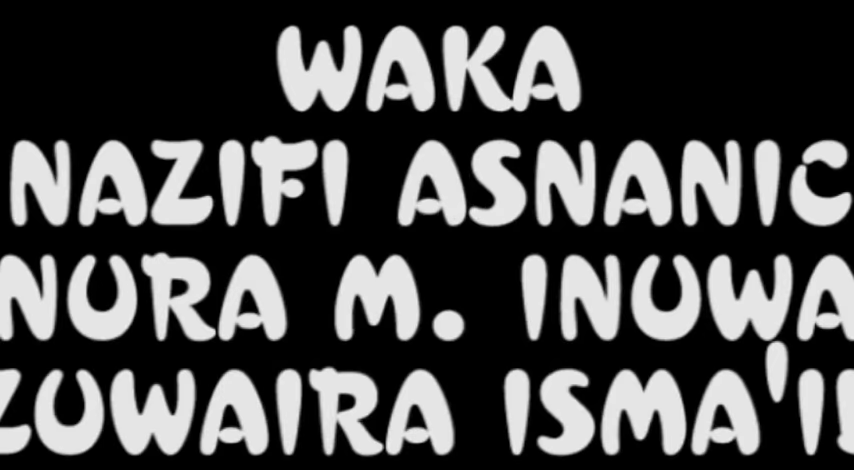 WAKA
NAZIFI ASNANIC
NURA M. INUWA
ZUWAIRA ISMA'IL